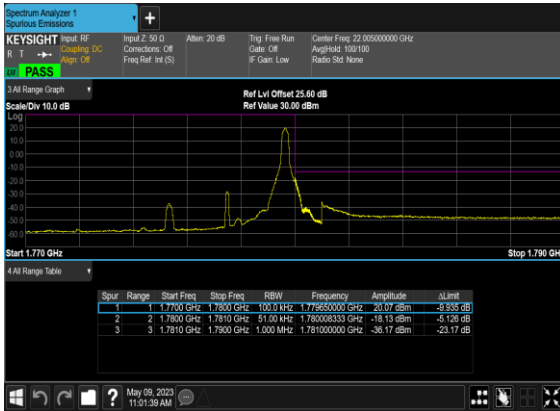 Spectrum Analyzer 1
Spurious Emissions
+
KEYSIGHT Input: RF Input Z: 50 Ω Atten: 20 dB Trig: Free Run Center Freq: 22.005000000 GHz
R T Coupling: DC Corrections: Off Gate: Off Avg|Hold: 100/100
Align: Off Freq Ref: Int (S) IF Gain: Low Radio Std: None
PASS
3 All Range Graph
Ref Lvl Offset 25.60 dB
Scale/Div 10.0 dB Ref Value 30.00 dBm
Log
20.0
10.0
0.00
-10.0
-20.0
-30.0
-40.0
-50.0
-60.0
Start 1.770 GHz Stop 1.790 GH
4 All Range Table
Spur Range Start Freq Stop Freq RBW Frequency Amplitude ΔLimit
1 1 1.7700 GHz 1.7800 GHz 100.0 kHz 1.779650000 GHz 20.07 dBm -9.935 dB
2 2 1.7800 GHz 1.7810 GHz 51.00 kHz 1.780008333 GHz -18.13 dBm -5.126 dB
3 3 1.7810 GHz 1.7900 GHz 1.000 MHz 1.781000000 GHz -36.17 dBm -23.17 dB
? May 09, 2023
11:01:39 AM